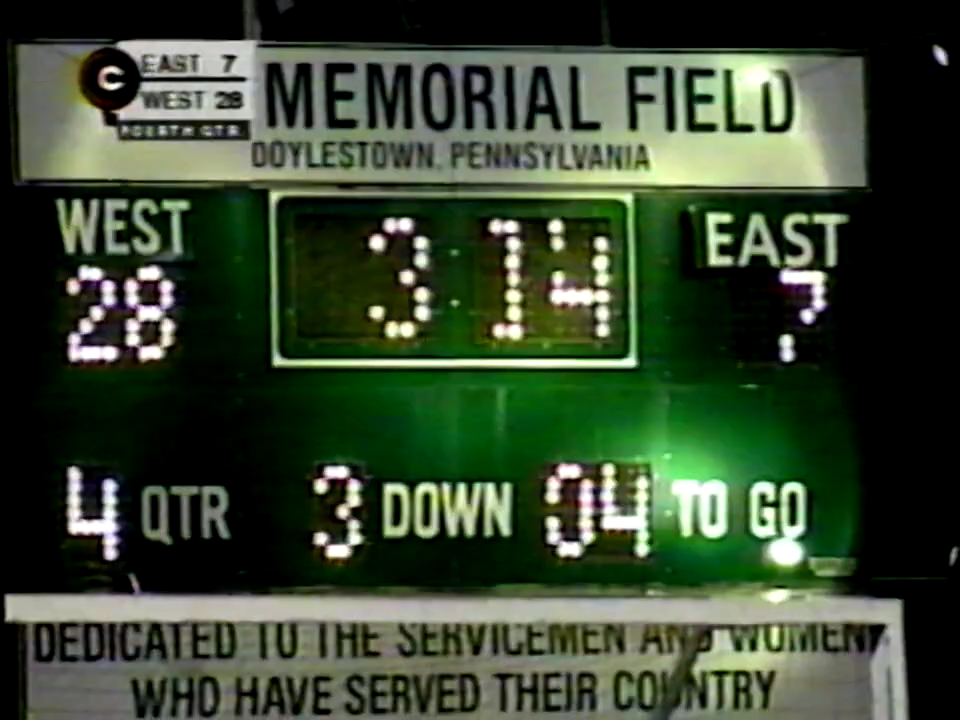 C
EAST 7
WEST 28
FOURTH QTR.
MEMORIAL FIELD
DOYLESTOWN, PENNSYLVANIA
WEST 3:14 EAST
28 7
4 QTR 3 DOWN 04 TO GO
DEDICATED TO THE SERVICEMEN AND WOMEN
WHO HAVE SERVED THEIR COUNTRY